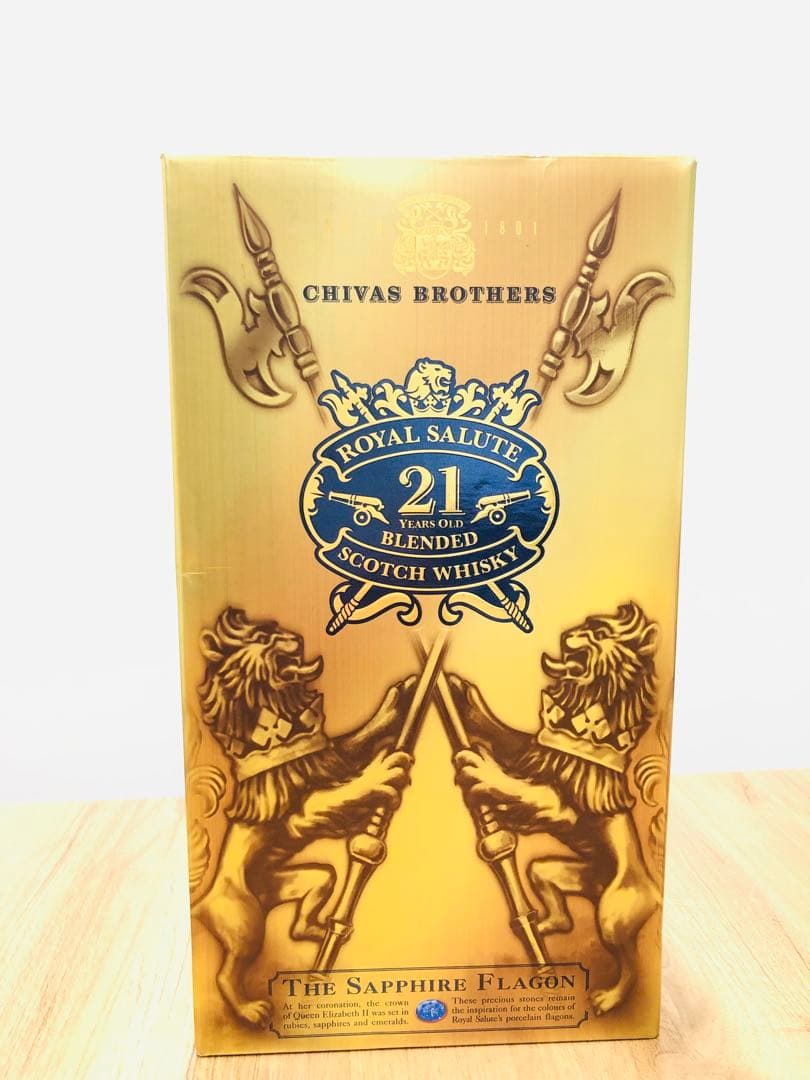 1801
CHIVAS BROTHERS
ROYAL SALUTE
21
YEARS OLD
BLENDED
SCOTCH WHISKY
THE SAPPHIRE FLAGON
At her coronation, the crown
of Queen Elizabeth II was set in
rubies, sapphires and emeralds.
These precious stones remain
the inspiration for the colours of
Royal Salute's porcelain flagons.